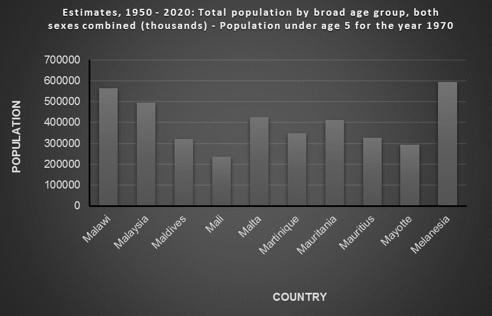 Estimates, 1950 - 2020: Total population by broad age group, both
sexes combined (thousands) - Population under age 5 for the year 1970
POPULATION
700000
600000
500000
400000
300000
200000
100000
0
Malawi
Malaysia
Maldives
Mali
Malta
Martinique
Mauritania
Mauritius
Mayotte
Melanesia
COUNTRY